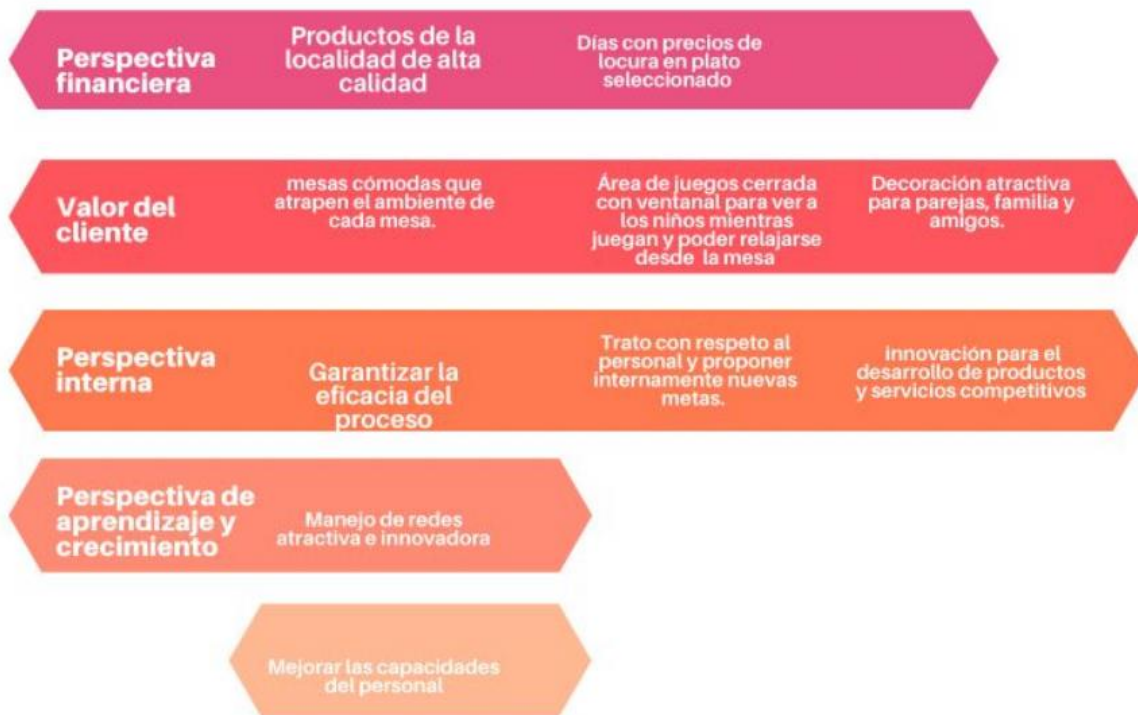 Perspectiva
financiera
Productos de la
localidad de alta
calidad
Días con precios de
locura en plato
seleccionado
Valor del
cliente
mesas cómodas que
atrapen el ambiente de
cada mesa.
Área de juegos cerrada
con ventanal para ver a
los niños mientras
juegan y poder relajarse
desde la mesa
Decoración atractiva
para parejas, familia y
amigos.
Perspectiva
interna
Garantizar la
eficacia del
proceso
Trato con respeto al
personal y proponer
internamente nuevas
metas.
Innovación para el
desarrollo de productos
y servicios competitivos
Perspectiva de
aprendizaje y
crecimiento
Manejo de redes
atractiva e innovadora
Mejorar las capacidades
del personal